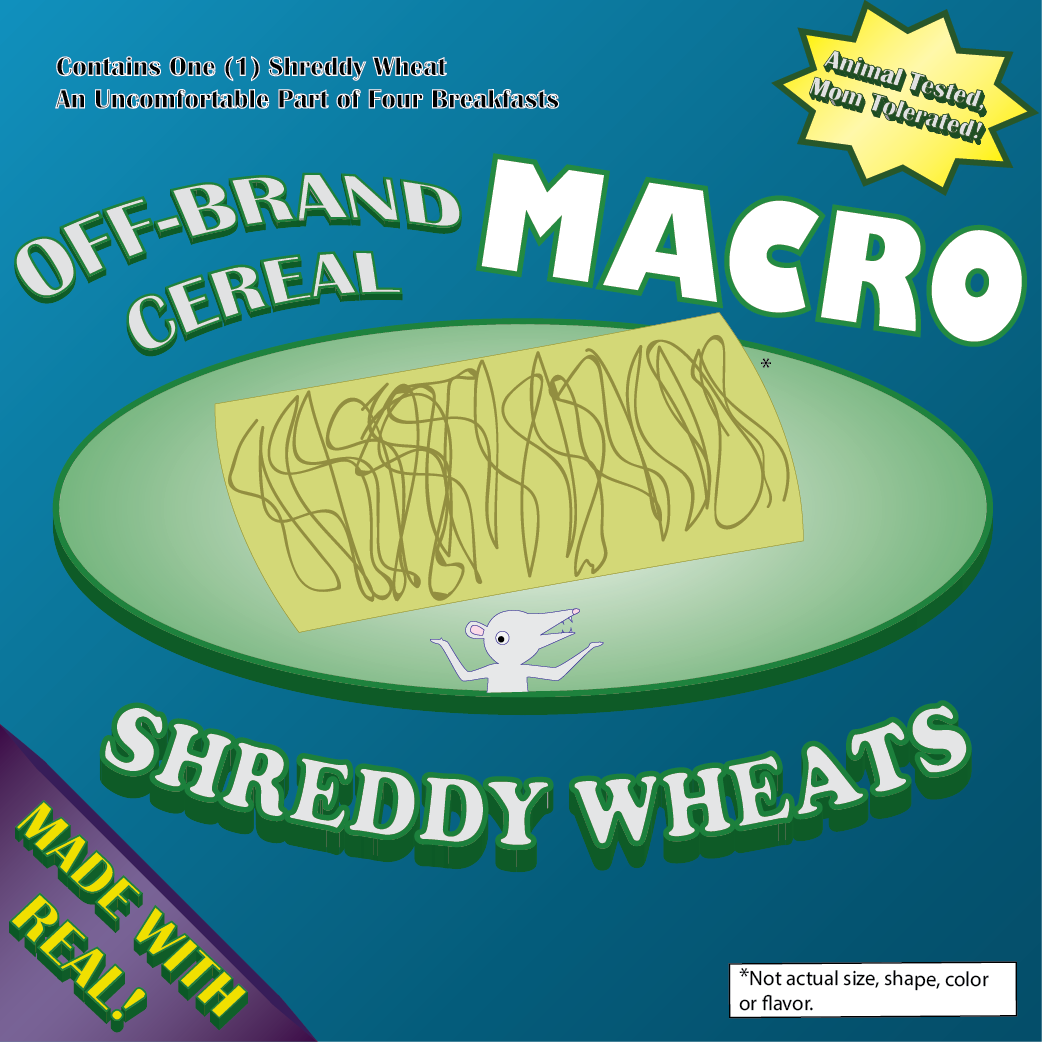 Contains One (1) Shreddy Wheat
An Uncomfortable Part of Four Breakfasts
Animal Tested,
Mom Tolerated!
OFF-BRAND
CEREAL
MACRO
*
SHREDDY WHEATS
MADE WITH
REAL!
*Not actual size, shape, color
or flavor.